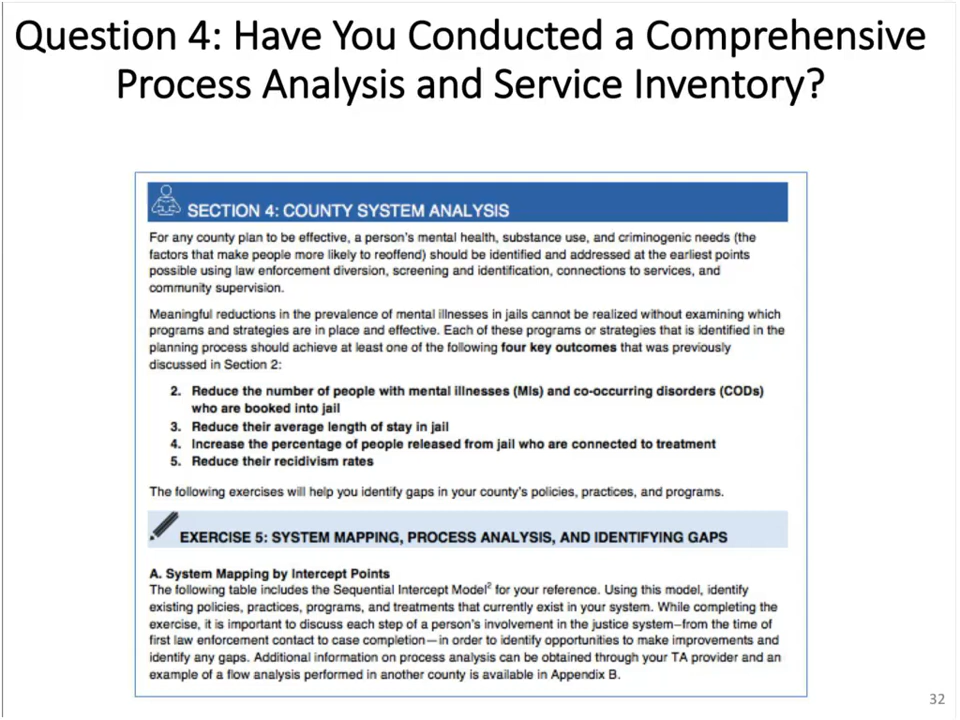 Question 4: Have You Conducted a Comprehensive
Process Analysis and Service Inventory?
SECTION 4: COUNTY SYSTEM ANALYSIS
For any county plan to be effective, a person's mental health, substance use, and criminogenic needs (the
factors that make people more likely to reoffend) should be identified and addressed at the earliest points
possible using law enforcement diversion, screening and identification, connections to services, and
community supervision.
Meaningful reductions in the prevalence of mental illnesses in jails cannot be realized without examining which
programs and strategies are in place and effective. Each of these programs or strategies that is identified in the
planning process should achieve at least one of the following four key outcomes that was previously
discussed in Section 2:
2. Reduce the number of people with mental illnesses (MIs) and co-occurring disorders (CODs)
who are booked into jail
3. Reduce their average length of stay in jail
4. Increase the percentage of people released from jail who are connected to treatment
5. Reduce their recidivism rates
The following exercises will help you identify gaps in your county's policies, practices, and programs.
EXERCISE 5: SYSTEM MAPPING, PROCESS ANALYSIS, AND IDENTIFYING GAPS
A. System Mapping by Intercept Points
The following table includes the Sequential Intercept Model² for your reference. Using this model, identify
existing policies, practices, programs, and treatments that currently exist in your system. While completing the
exercise, it is important to discuss each step of a person's involvement in the justice system–from the time of
first law enforcement contact to case completion—in order to identify opportunities to make improvements and
identify any gaps. Additional information on process analysis can be obtained through your TA provider and an
example of a flow analysis performed in another county is available in Appendix B.
32